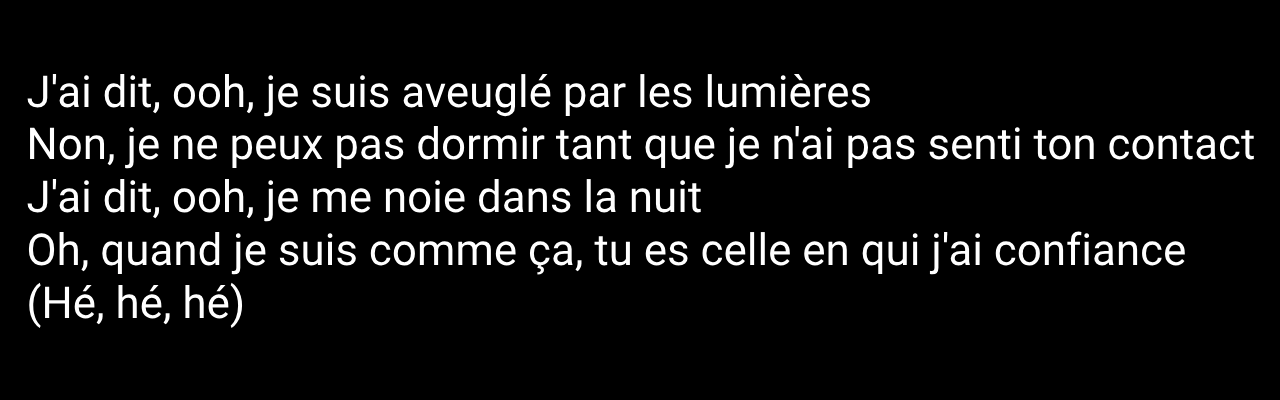 J'ai dit, ooh, je suis aveuglé par les lumières
Non, je ne peux pas dormir tant que je n'ai pas senti ton contact
J'ai dit, ooh, je me noie dans la nuit
Oh, quand je suis comme ça, tu es celle en qui j'ai confiance
(Hé, hé, hé)